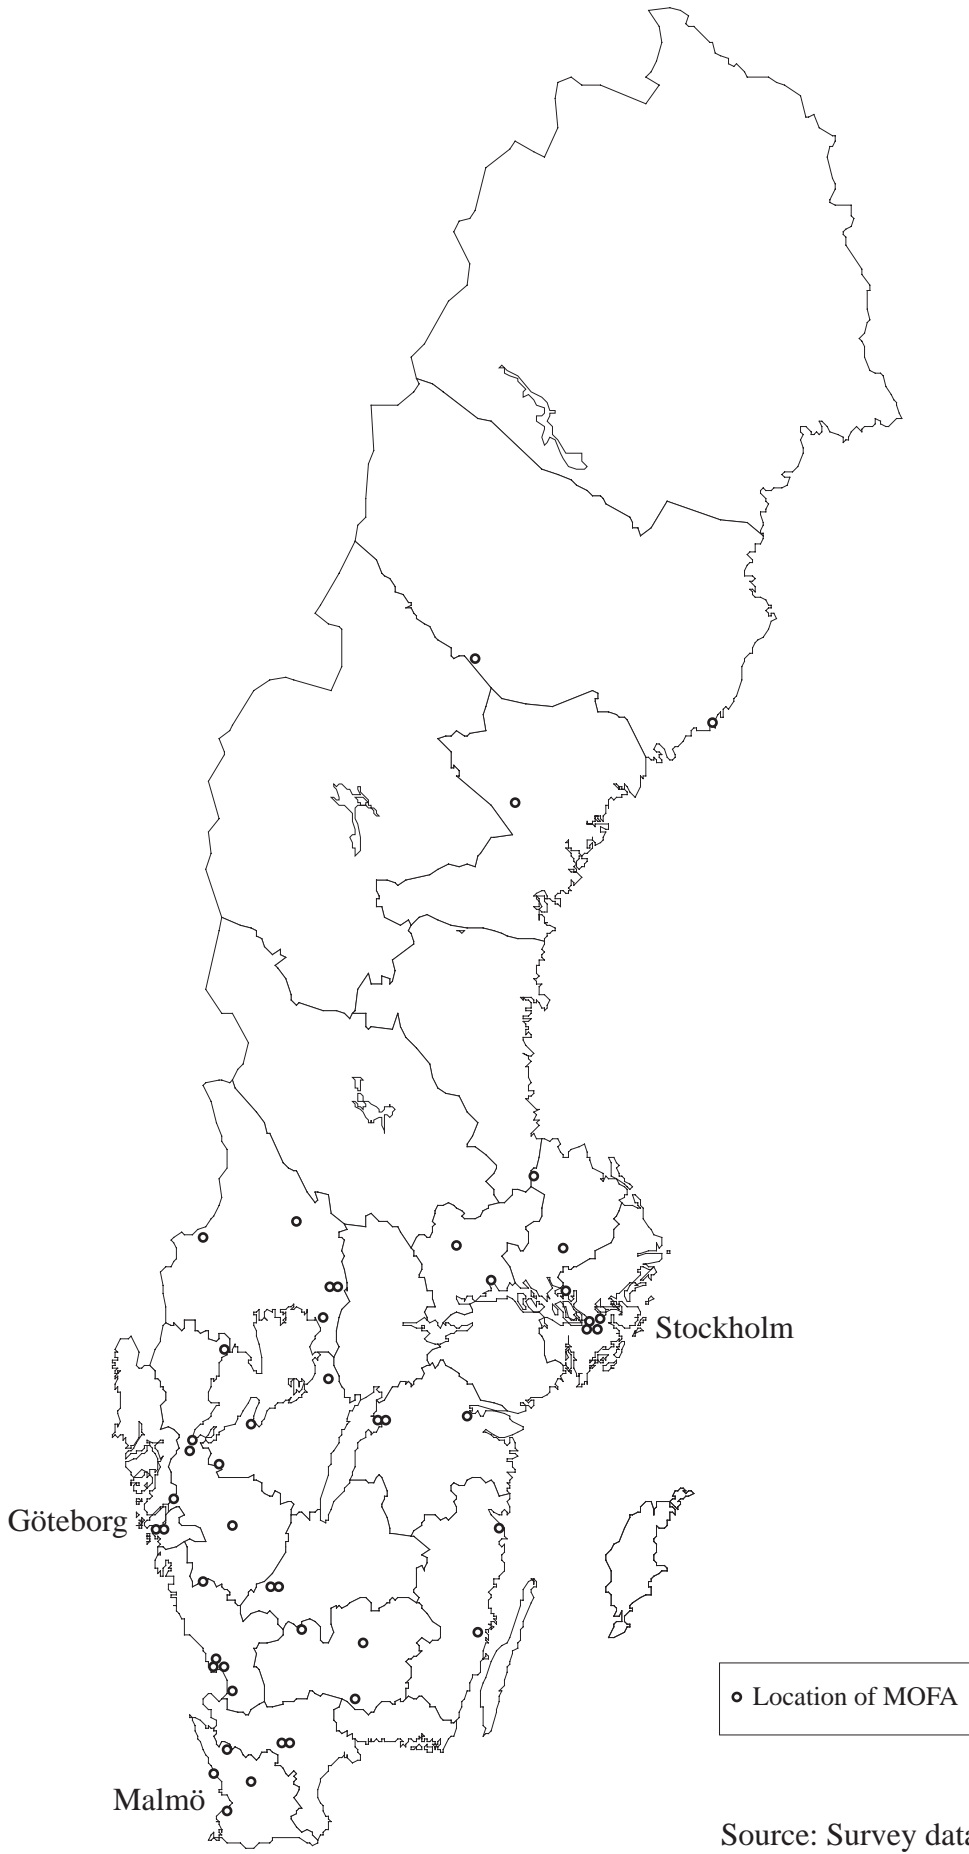 Stockholm
Göteborg
Location of MOFA
Malmö
Source: Survey data